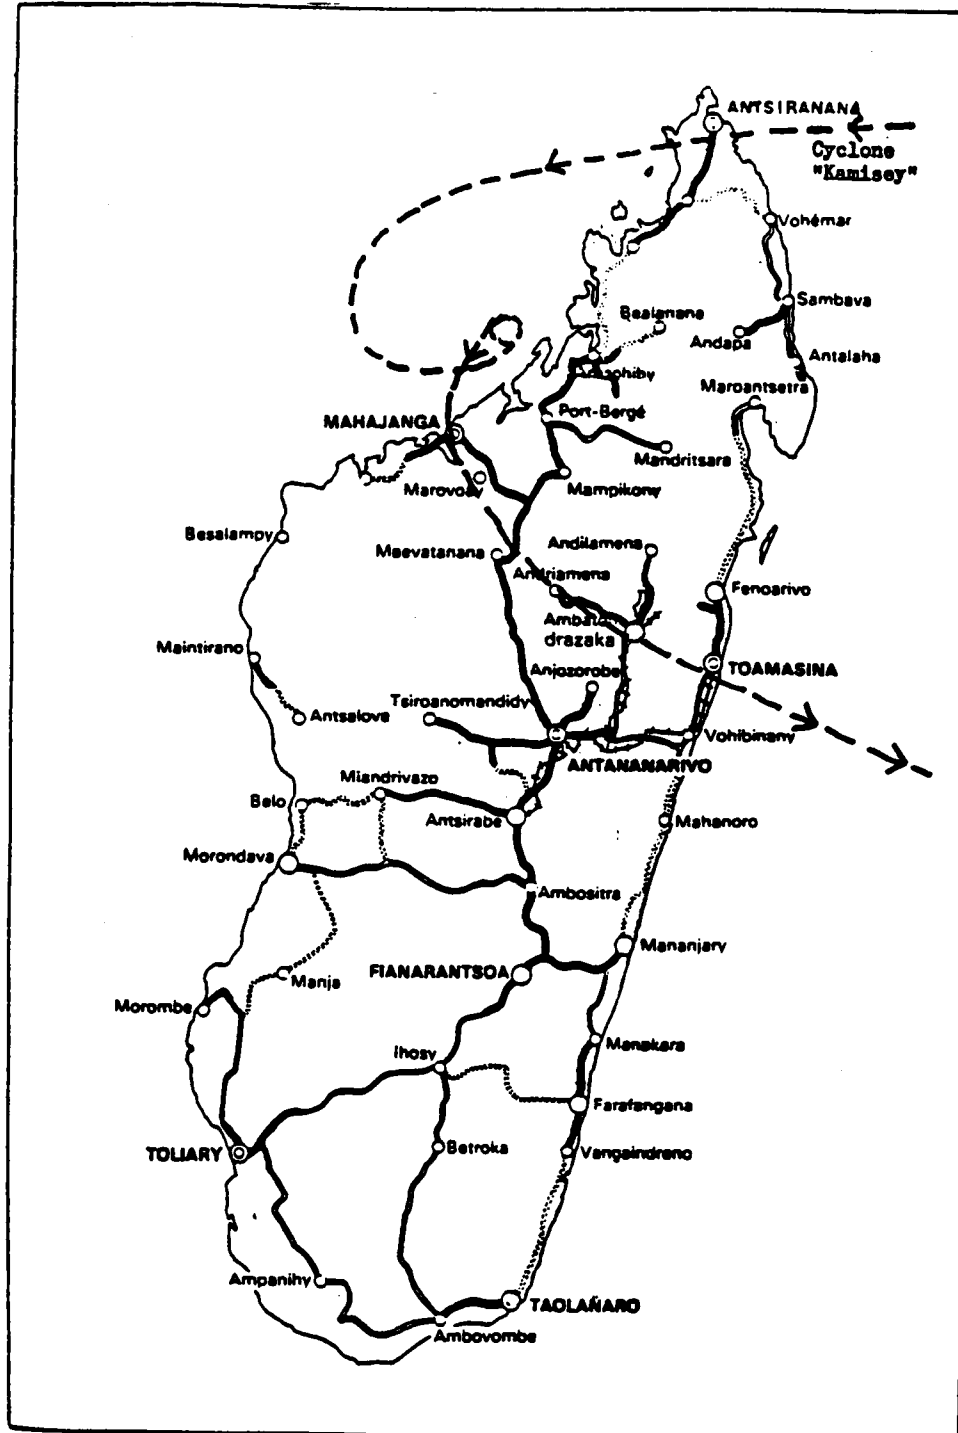 ANTSIRANANA
Cyclone
"Kamisey"
Vohémar
Sambava
Bealanana
Andapa
Antalaha
Maroantsetra
Port-Bergé
MAHAJANGA
Mandritsara
Marovoay
Mampikony
Besalampy
Maevatanana
Andilamena
Andriamena
Fenoarivo
drazaka
Maintirano
TOAMASINA
Anjozorobe
Tsiroanomandidy
Antsalova
Vohibinany
ANTANANARIVO
Miandrivazo
Belo
Antsirabe
Mahanoro
Morondava
Ambositra
Mananjary
FIANARANTSOA
Manja
Morombe
Manakara
Ihosy
Farafangana
Betroka
Vangaindrano
TOLIARY
Ampanihy
TAOLAÑARO
Ambovombe